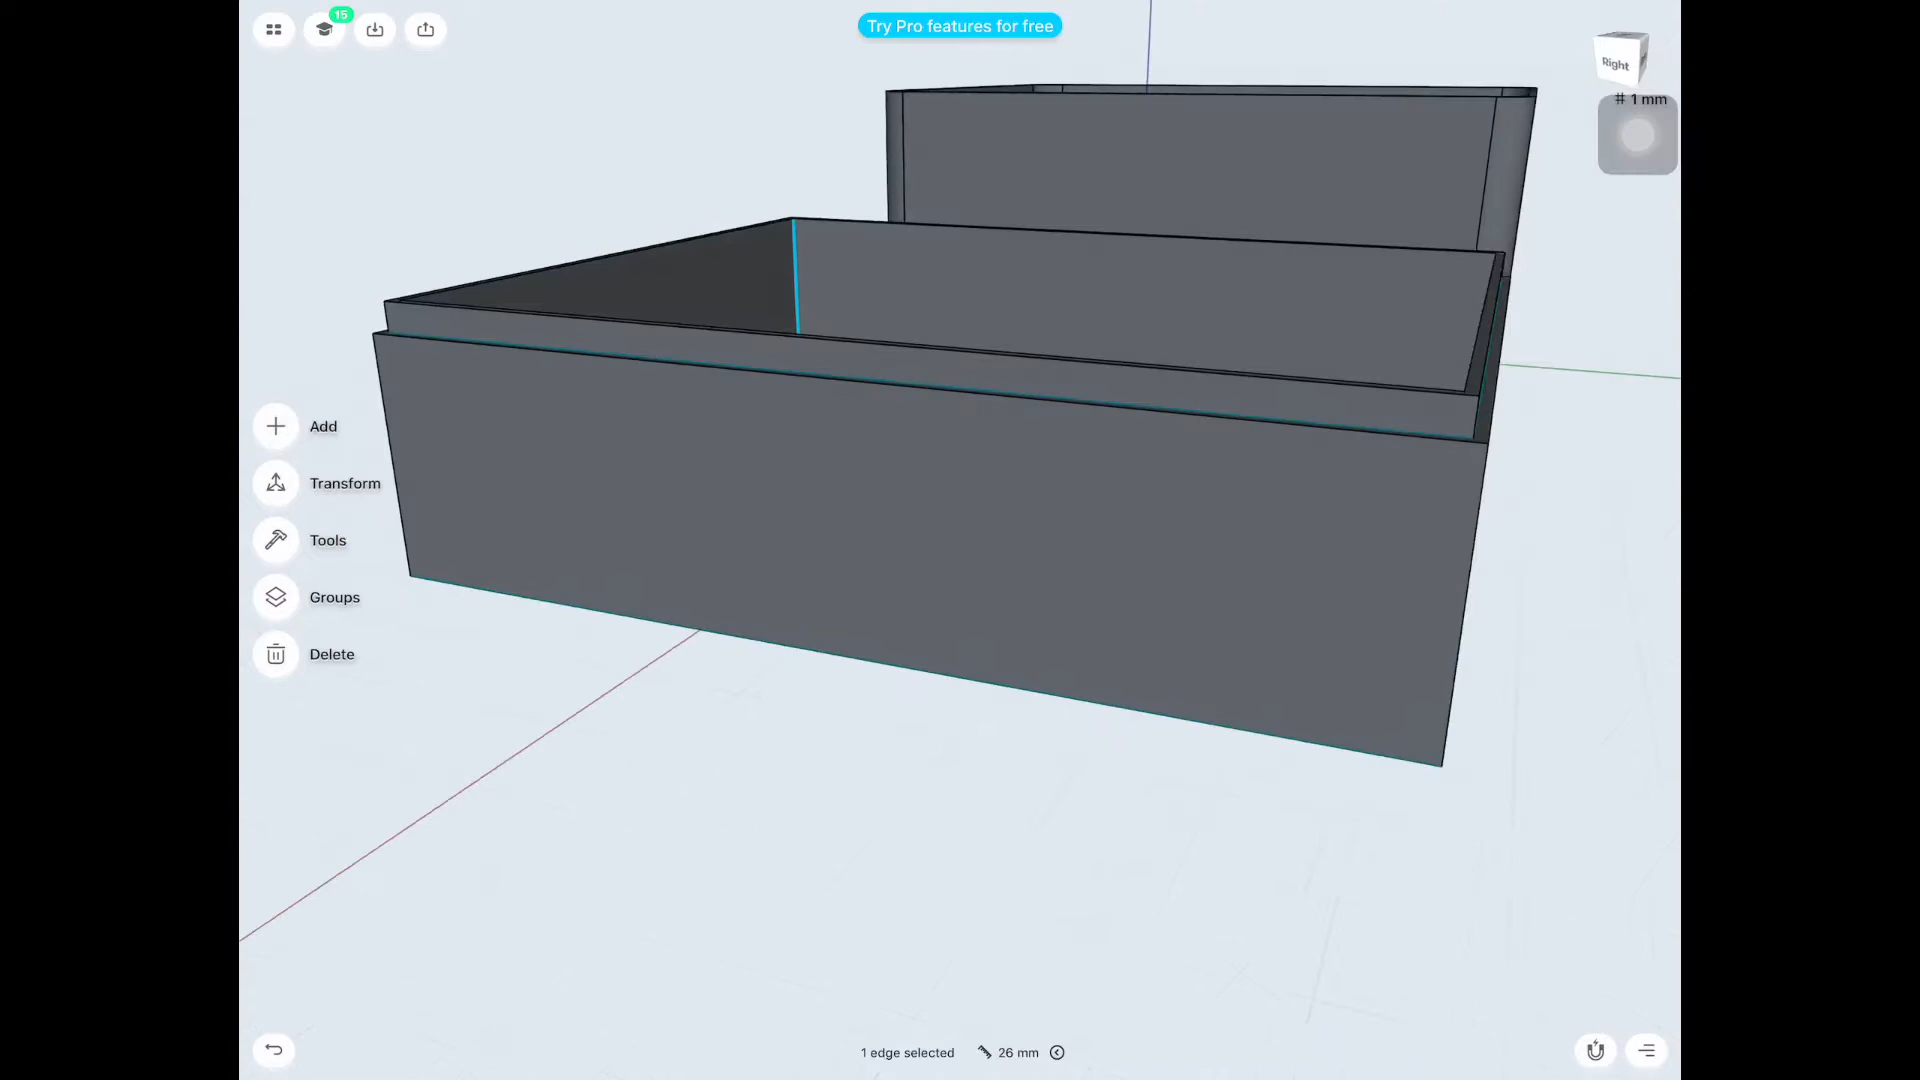 15
Try Pro features for free
Right
# 1 mm
Add
Transform
Tools
Groups
Delete
1 edge selected 26 mm